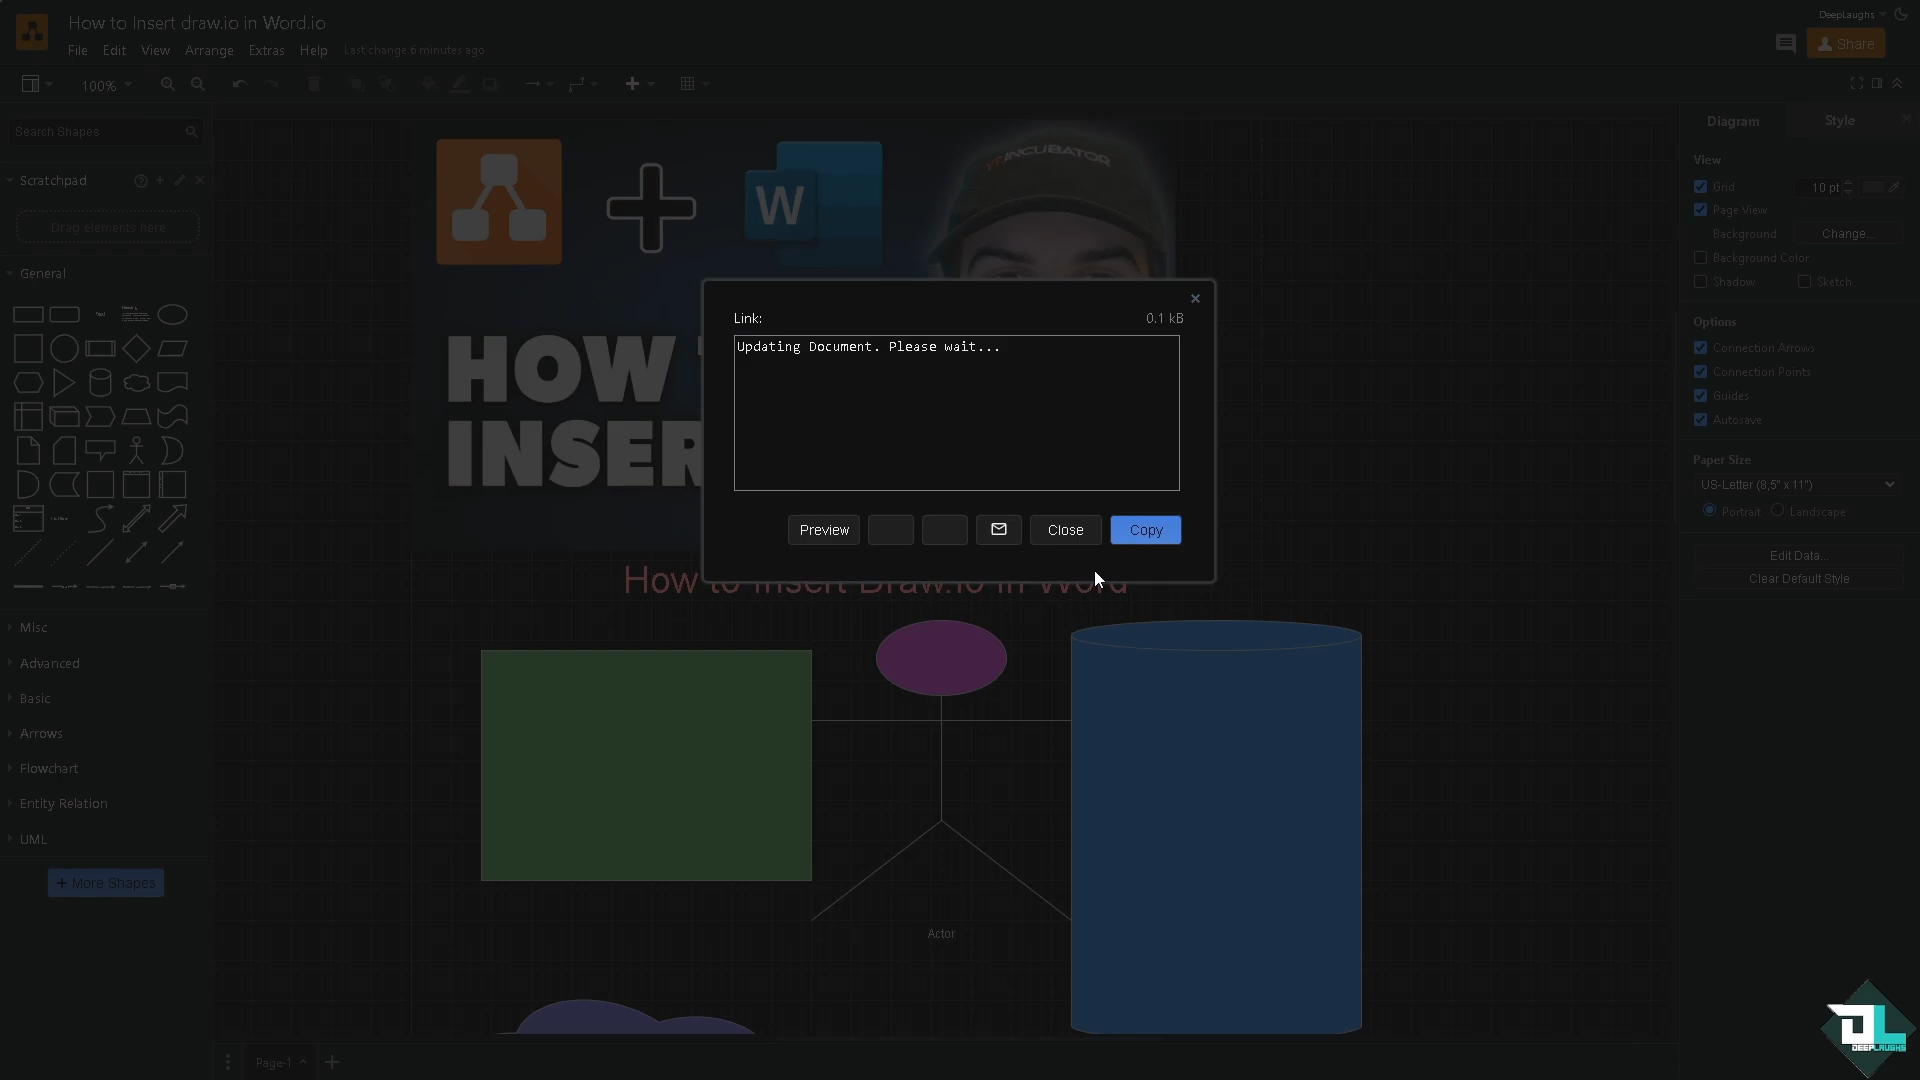 How to Insert draw.io in Word.io
DeepLaughs
File Edit View Arrange Extras Help Last change 6 minutes ago
Share
100%
Search Shapes
Scratchpad
Drag elements here
General
Misc
Advanced
Basic
Arrows
Flowchart
Entity Relation
UML
+ More Shapes
YT INCUBATOR
W
HOW
INSER
Link:
0.1 kB
Updating Document. Please wait...
Preview
Close
Copy
How to Insert Draw.io in Word
Actor
Page-1
Diagram
Style
View
Grid
10 pt
Page View
Background
Change...
Background Color
Shadow
Sketch
Options
Connection Arrows
Connection Points
Guides
Autosave
Paper Size
US-Letter (8,5" x 11")
Portrait
Landscape
Edit Data...
Clear Default Style
DL
DEEPLAUGHS